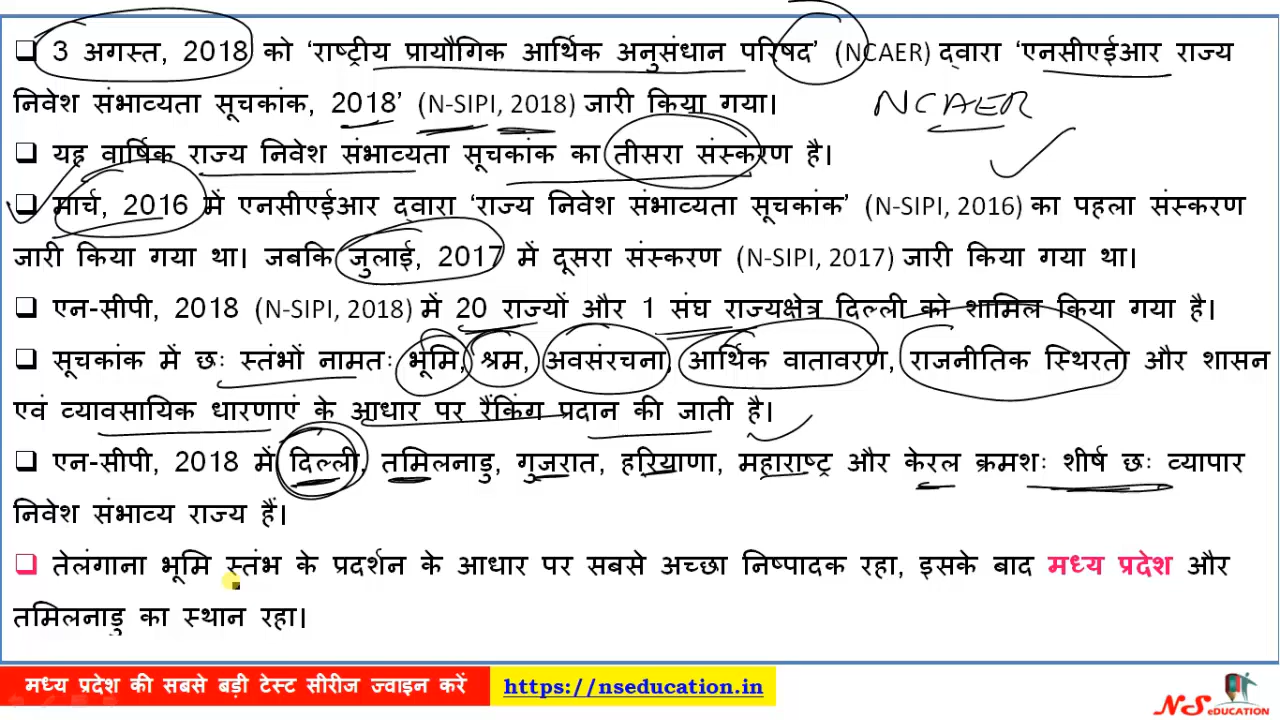 ❑ 3 अगस्त, 2018 को ‘राष्ट्रीय प्रायौगिक आर्थिक अनुसंधान परिषद’ (NCAER) द्वारा ‘एनसीएईआर राज्य
निवेश संभाव्यता सूचकांक, 2018’ (N-SIPI, 2018) जारी किया गया।
NCAER
❑ यह वार्षिक राज्य निवेश संभाव्यता सूचकांक का तीसरा संस्करण है।
❑ मार्च, 2016 में एनसीएईआर द्वारा ‘राज्य निवेश संभाव्यता सूचकांक’ (N-SIPI, 2016) का पहला संस्करण
जारी किया गया था। जबकि जुलाई, 2017 में दूसरा संस्करण (N-SIPI, 2017) जारी किया गया था।
❑ एन-सीपी, 2018 (N-SIPI, 2018) में 20 राज्यों और 1 संघ राज्यक्षेत्र दिल्ली को शामिल किया गया है।
❑ सूचकांक में छः स्तंभों नामतः भूमि, श्रम, अवसंरचना, आर्थिक वातावरण, राजनीतिक स्थिरता और शासन
एवं व्यावसायिक धारणाएं के आधार पर रैंकिंग प्रदान की जाती है।
❑ एन-सीपी, 2018 में दिल्ली, तमिलनाडु, गुजरात, हरियाणा, महाराष्ट्र और केरल क्रमशः शीर्ष छः व्यापार
निवेश संभाव्य राज्य हैं।
❑ तेलंगाना भूमि स्तंभ के प्रदर्शन के आधार पर सबसे अच्छा निष्पादक रहा, इसके बाद मध्य प्रदेश और
तमिलनाडु का स्थान रहा।
मध्य प्रदेश की सबसे बड़ी टेस्ट सीरीज ज्वाइन करें https://nseducation.in
NS eDUCATION